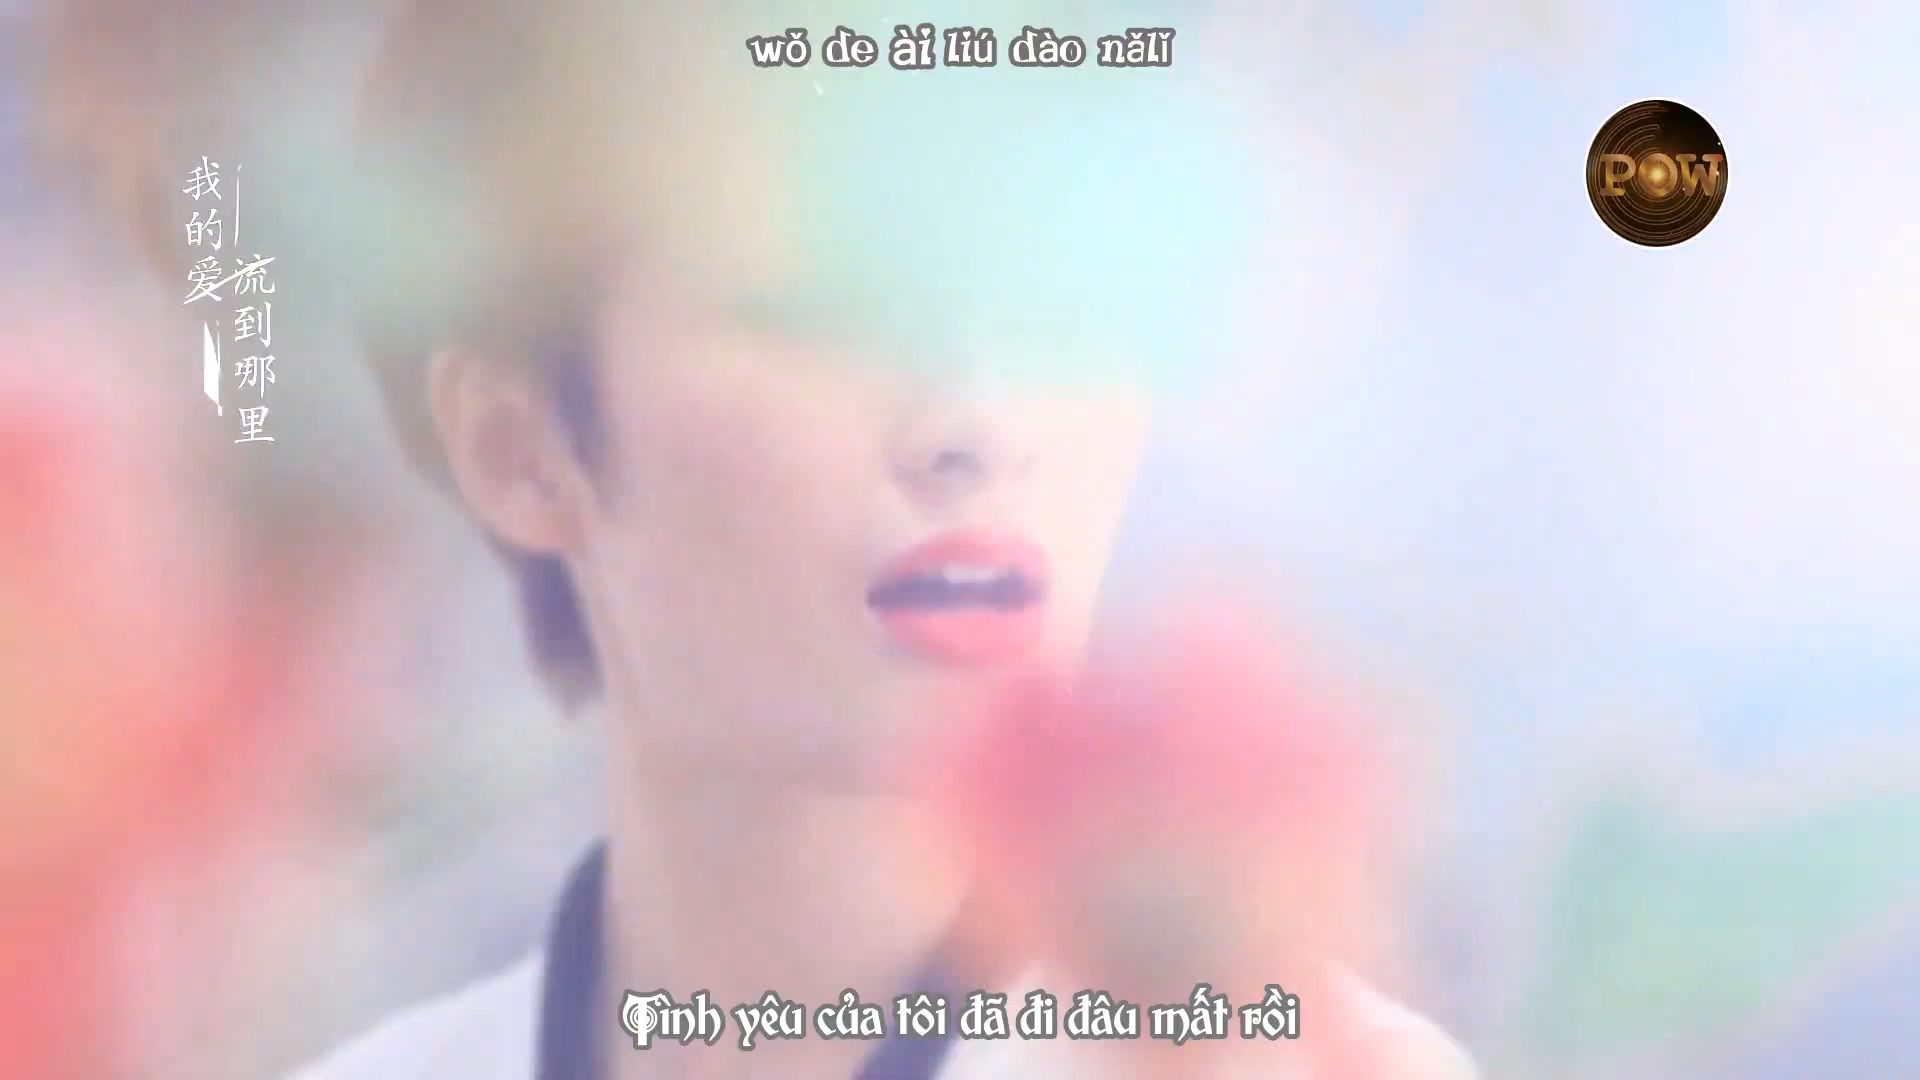 wǒ de ài liú dào nǎlǐ
我的爱
流到哪里
POW
Tình yêu của tôi đã đi đâu mất rồi